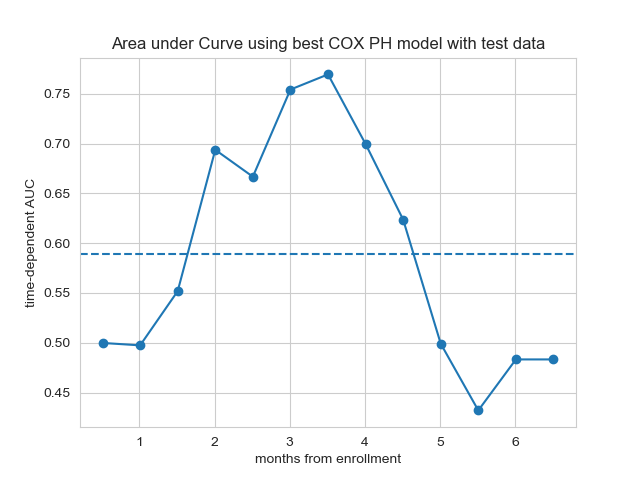 Area under Curve using best COX PH model with test data
time-dependent AUC
0.75
0.70
0.65
0.60
0.55
0.50
0.45
1 2 3 4 5 6
months from enrollment